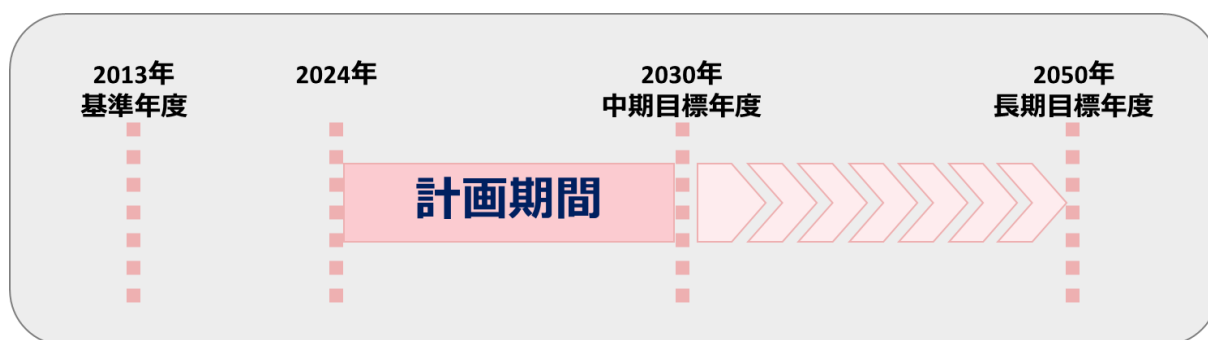 2013年
基準年度
2024年
2030年
中期目標年度
2050年
長期目標年度
計画期間